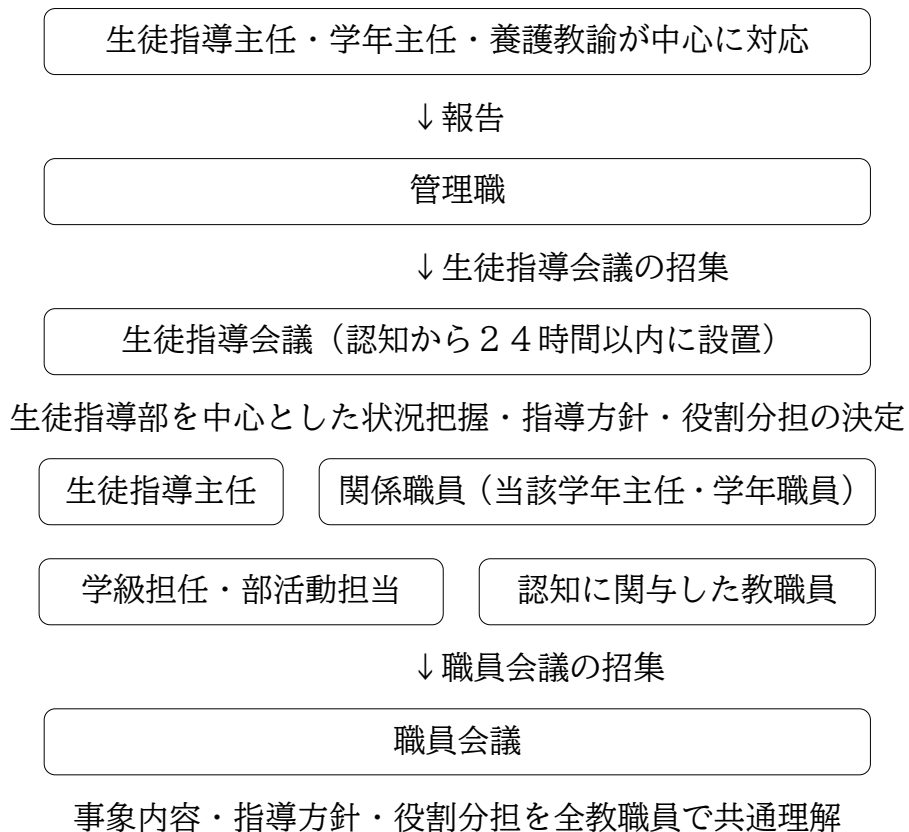 生徒指導主任・学年主任・養護教諭が中心に対応
↓報告
管理職
↓生徒指導会議の招集
生徒指導会議（認知から２４時間以内に設置）
生徒指導部を中心とした状況把握・指導方針・役割分担の決定
生徒指導主任 関係職員（当該学年主任・学年職員）
学級担任・部活動担当 認知に関与した教職員
↓職員会議の招集
職員会議
事象内容・指導方針・役割分担を全教職員で共通理解